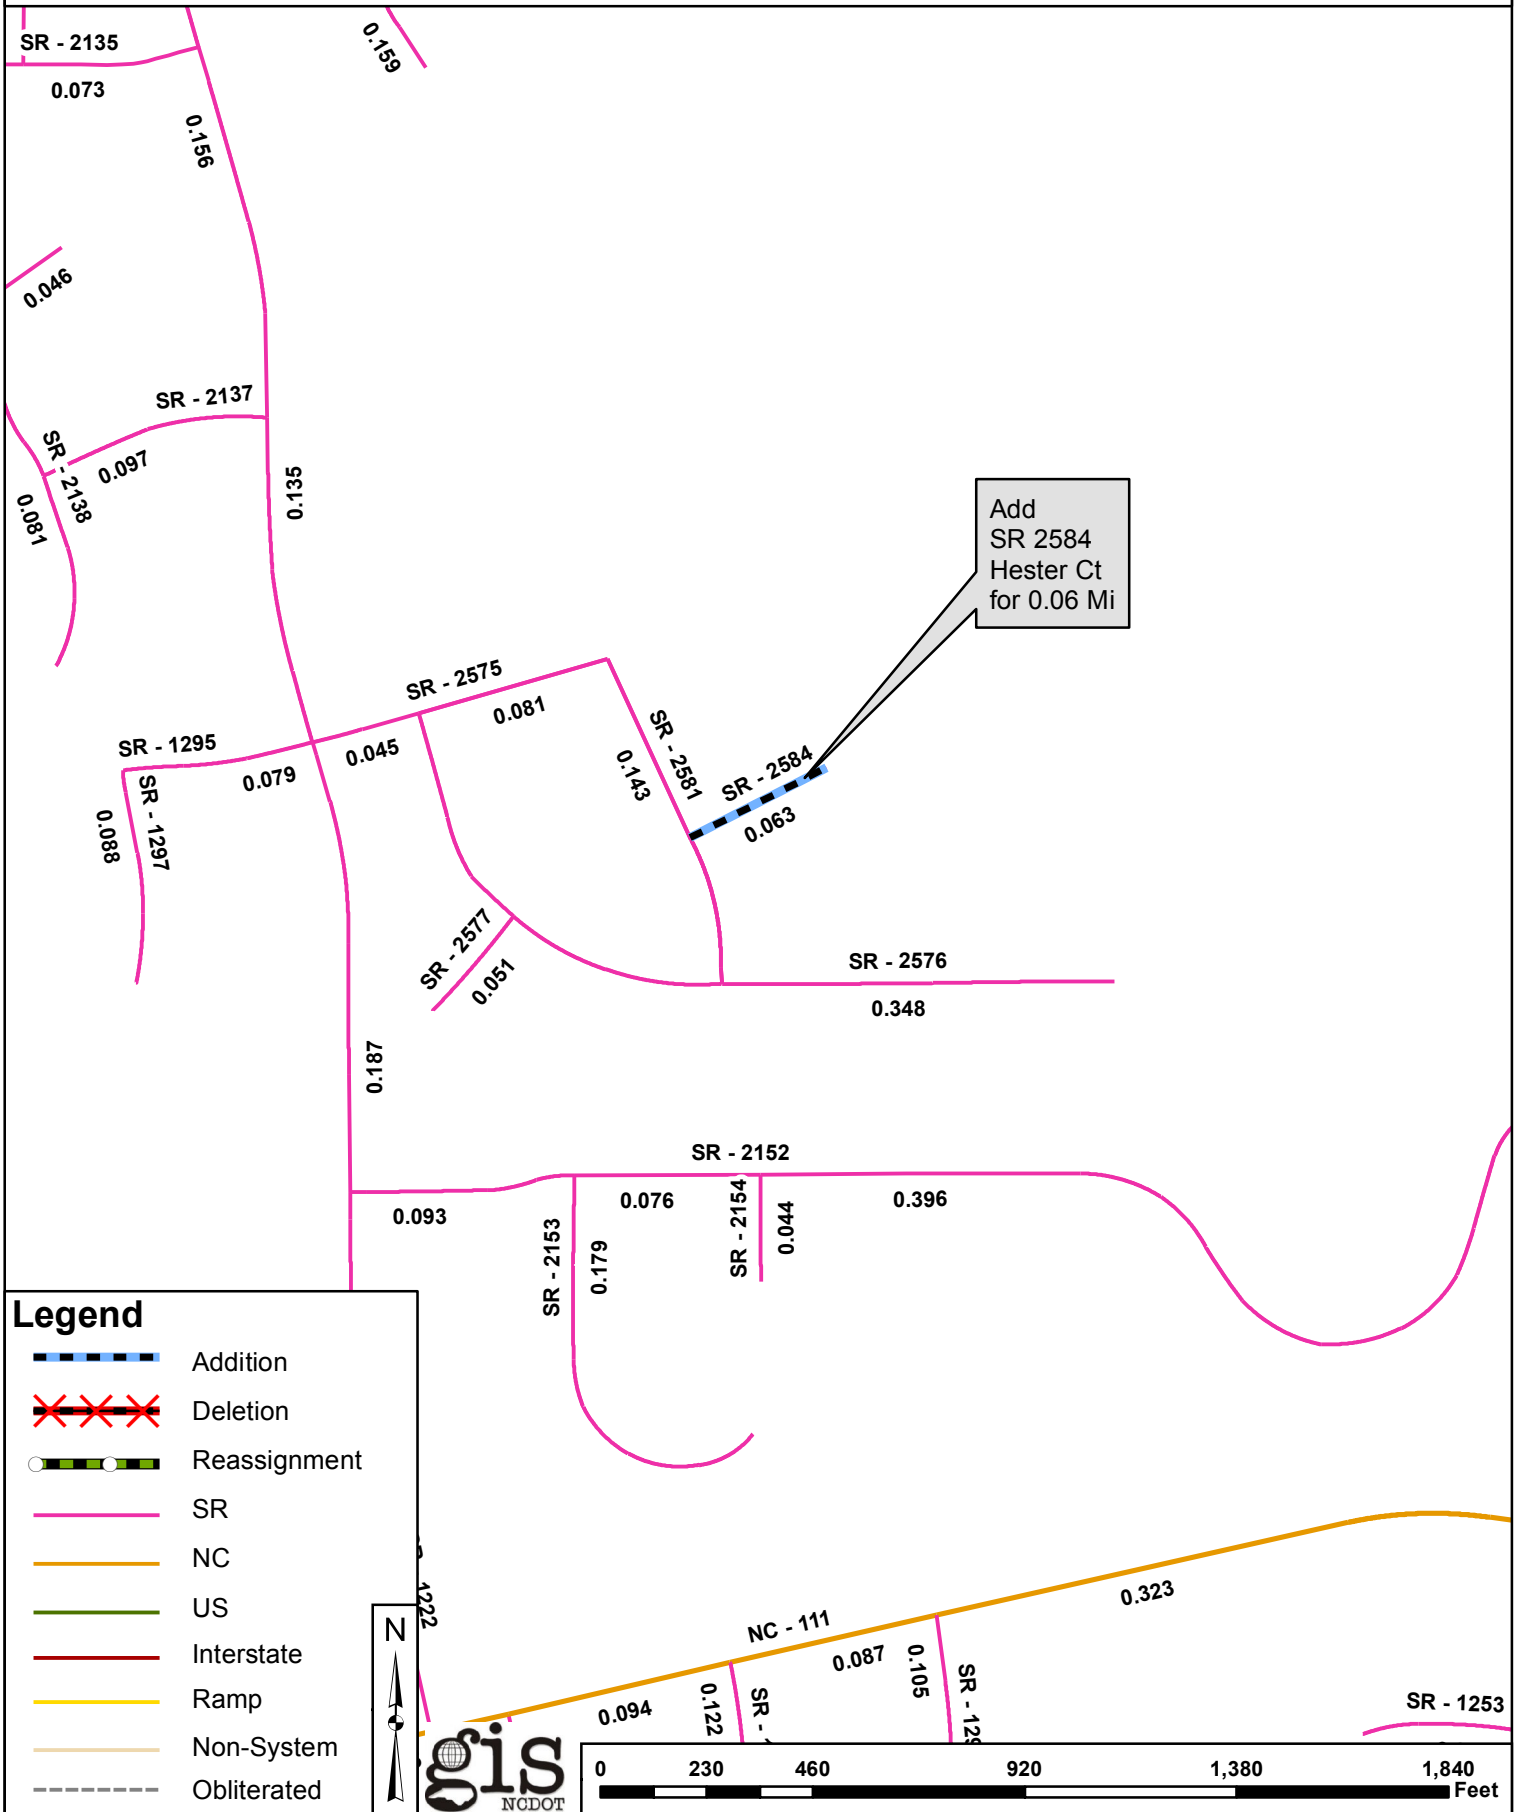 SR - 2135
0.073
0.156
0.159
0.046
SR - 2137
0.097
SR - 2138
0.081
0.135
Add
SR 2584
Hester Ct
for 0.06 Mi
SR - 2575
0.081
SR - 2581
0.143
SR - 2584
0.063
SR - 1295
0.079
0.045
SR - 1297
0.088
SR - 2577
0.051
SR - 2576
0.348
0.187
SR - 2152
0.093
0.076
0.396
SR - 2153
0.179
SR - 2154
0.044
Legend
Addition
Deletion
Reassignment
SR
NC
US
Interstate
Ramp
Non-System
Obliterated
1222
N
NC - 111
0.323
0.087
0.094
0.105
0.122
SR -
SR - 129
SR - 1253
gis
NCDOT
0 230 460 920 1,380 1,840
Feet